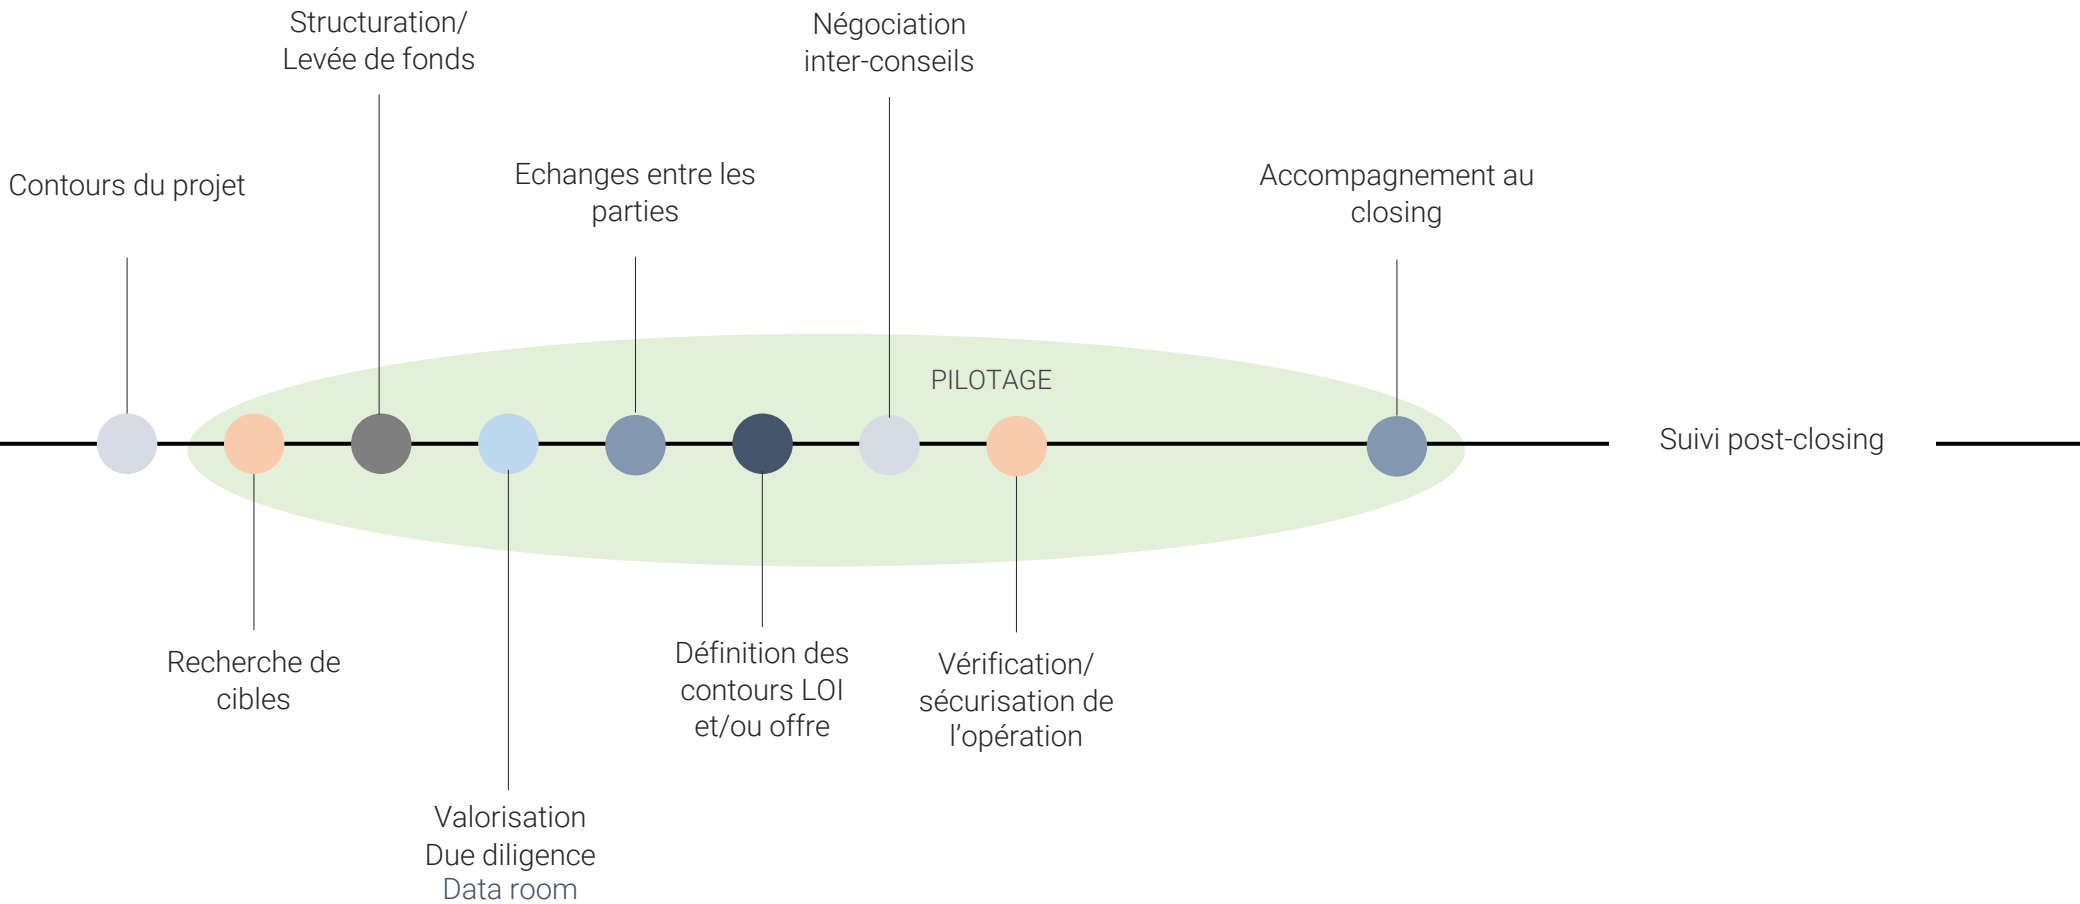 Structuration/
Levée de fonds
Négociation
inter-conseils
Contours du projet
Echanges entre les
parties
Accompagnement au
closing
PILOTAGE
Suivi post-closing
Recherche de
cibles
Définition des
contours LOI
et/ou offre
Vérification/
sécurisation de
l’opération
Valorisation
Due diligence
Data room